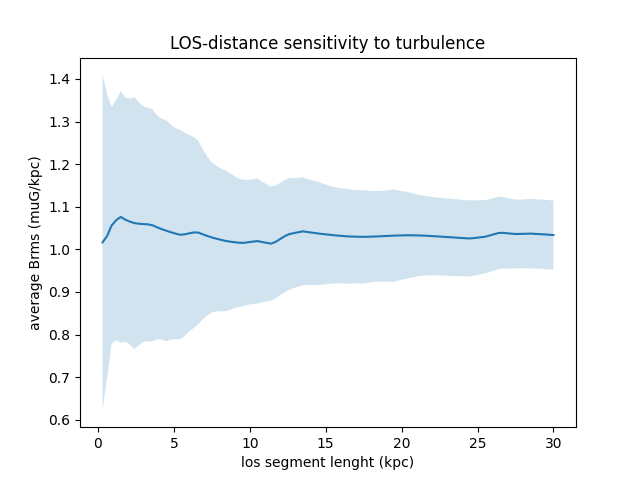 LOS-distance sensitivity to turbulence
1.4
1.3
1.2
1.1
1.0
0.9
0.8
0.7
0.6
average Brms (muG/kpc)
0 5 10 15 20 25 30
los segment lenght (kpc)